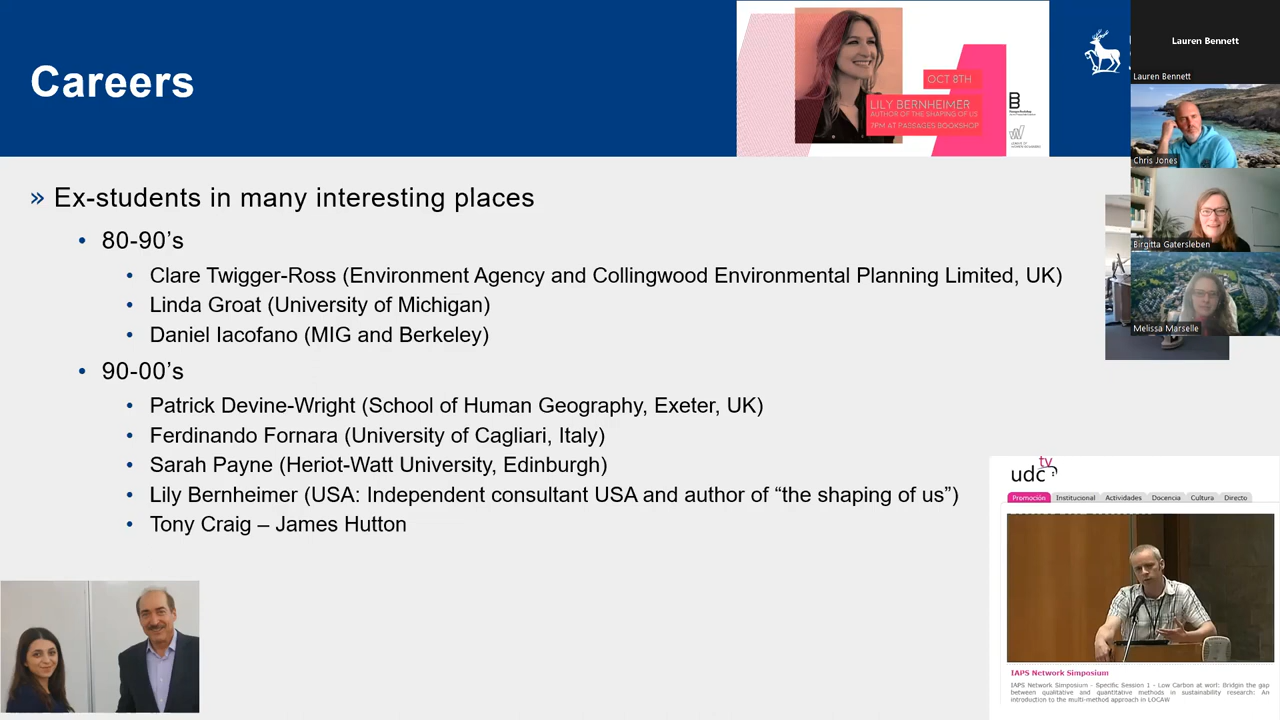 Careers
OCT 8TH
LILY BERNHEIMER
AUTHOR OF THE SHAPING OF US
7PM AT PASSAGES BOOKSHOP
B
Lauren Bennett
Lauren Bennett
Chris Jones
Birgitta Gatersleben
Melissa Marselle
» Ex-students in many interesting places
• 80-90’s
• Clare Twigger-Ross (Environment Agency and Collingwood Environmental Planning Limited, UK)
• Linda Groat (University of Michigan)
• Daniel Iacofano (MIG and Berkeley)
• 90-00’s
• Patrick Devine-Wright (School of Human Geography, Exeter, UK)
• Ferdinando Fornara (University of Cagliari, Italy)
• Sarah Payne (Heriot-Watt University, Edinburgh)
• Lily Bernheimer (USA: Independent consultant USA and author of “the shaping of us”)
• Tony Craig – James Hutton
udc tv
Promoción Institucional Actividades Docencia Cultura Directo
IAPS Network Simposium
IAPS Network Simposium - Specific Session 1 - Low Carbon at worl: Bridgin the gap
between qualitative and quantitative methods in sustainability research: An
introduction to the multi-method approach in LOCAW